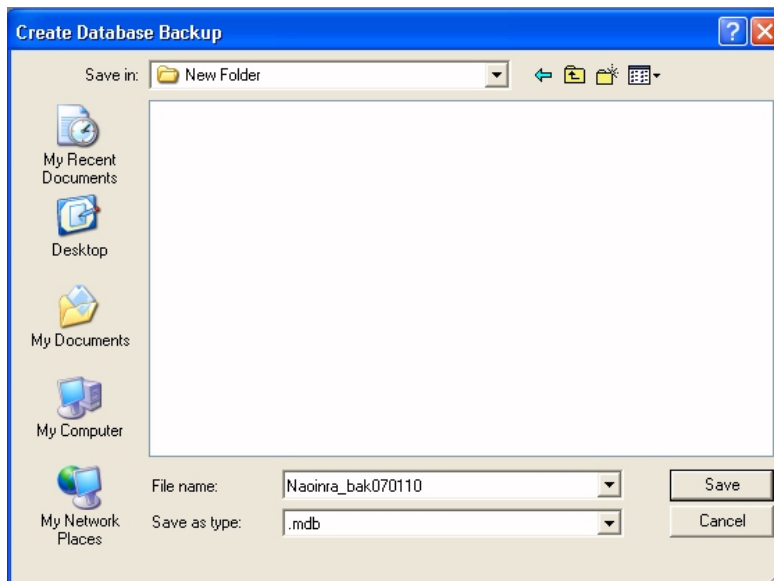 Create Database Backup
Save in: New Folder
My Recent
Documents
Desktop
My Documents
My Computer
My Network
Places
File name: Naoinra_bak070110 Save
Save as type: .mdb Cancel